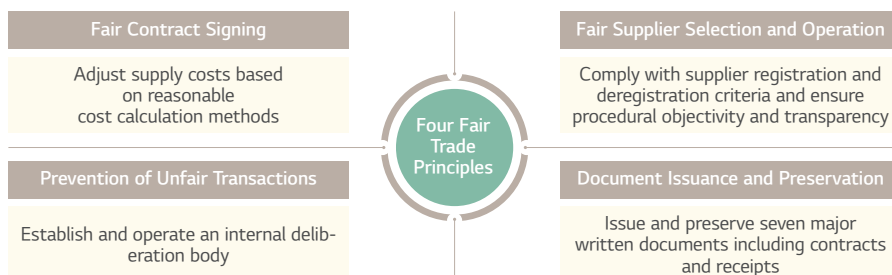 Fair Contract Signing
Adjust supply costs based
on reasonable
cost calculation methods
Fair Supplier Selection and Operation
Comply with supplier registration and
deregistration criteria and ensure
procedural objectivity and transparency
Four Fair
Trade
Principles
Prevention of Unfair Transactions
Establish and operate an internal delib-
eration body
Document Issuance and Preservation
Issue and preserve seven major
written documents including contracts
and receipts